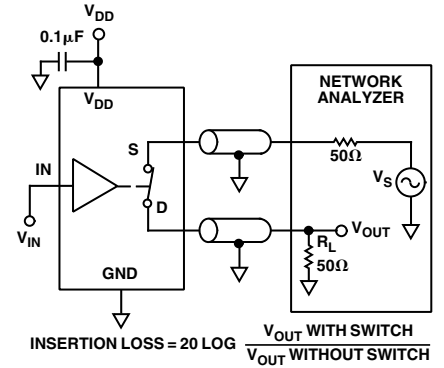 VDD
0.1µF
VDD
NETWORK
ANALYZER
S
50Ω
VS
IN
D
VIN
VOUT
RL
50Ω
GND
INSERTION LOSS = 20 LOG VOUT WITH SWITCH
VOUT WITHOUT SWITCH